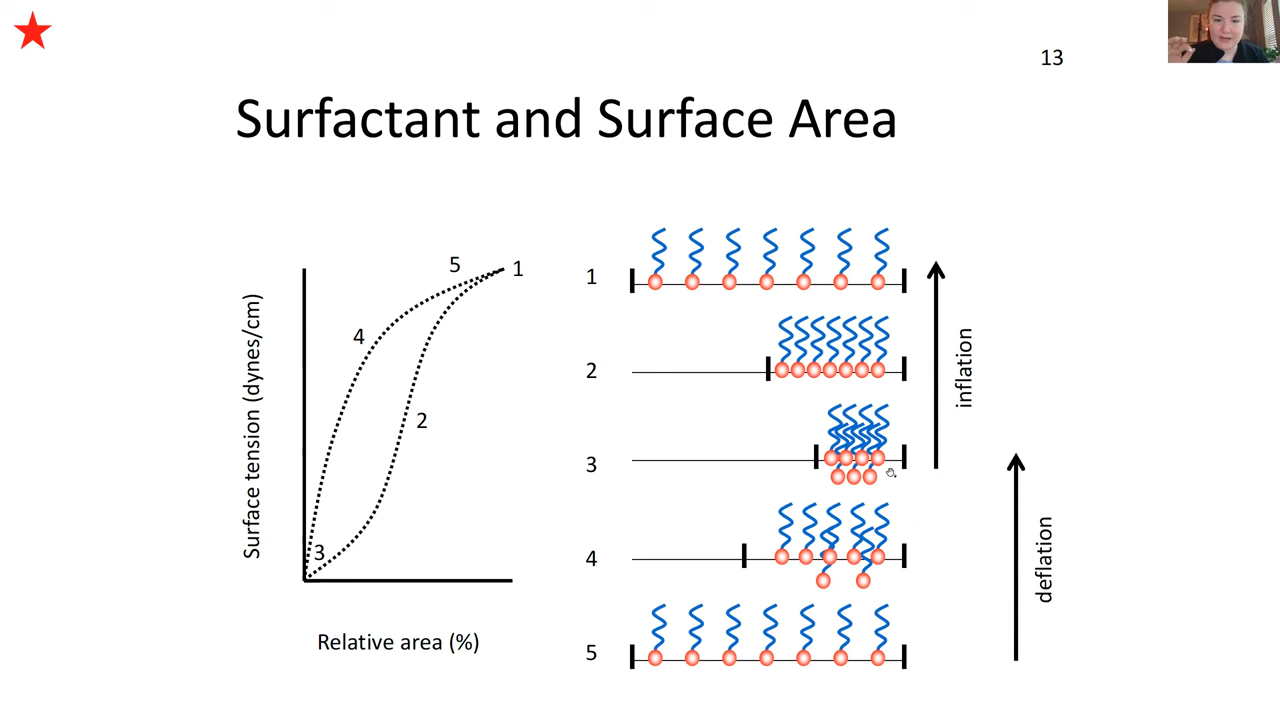 13
Surfactant and Surface Area
Surface tension (dynes/cm)
5
1
4
2
3
Relative area (%)
1
2
3
4
5
inflation
deflation